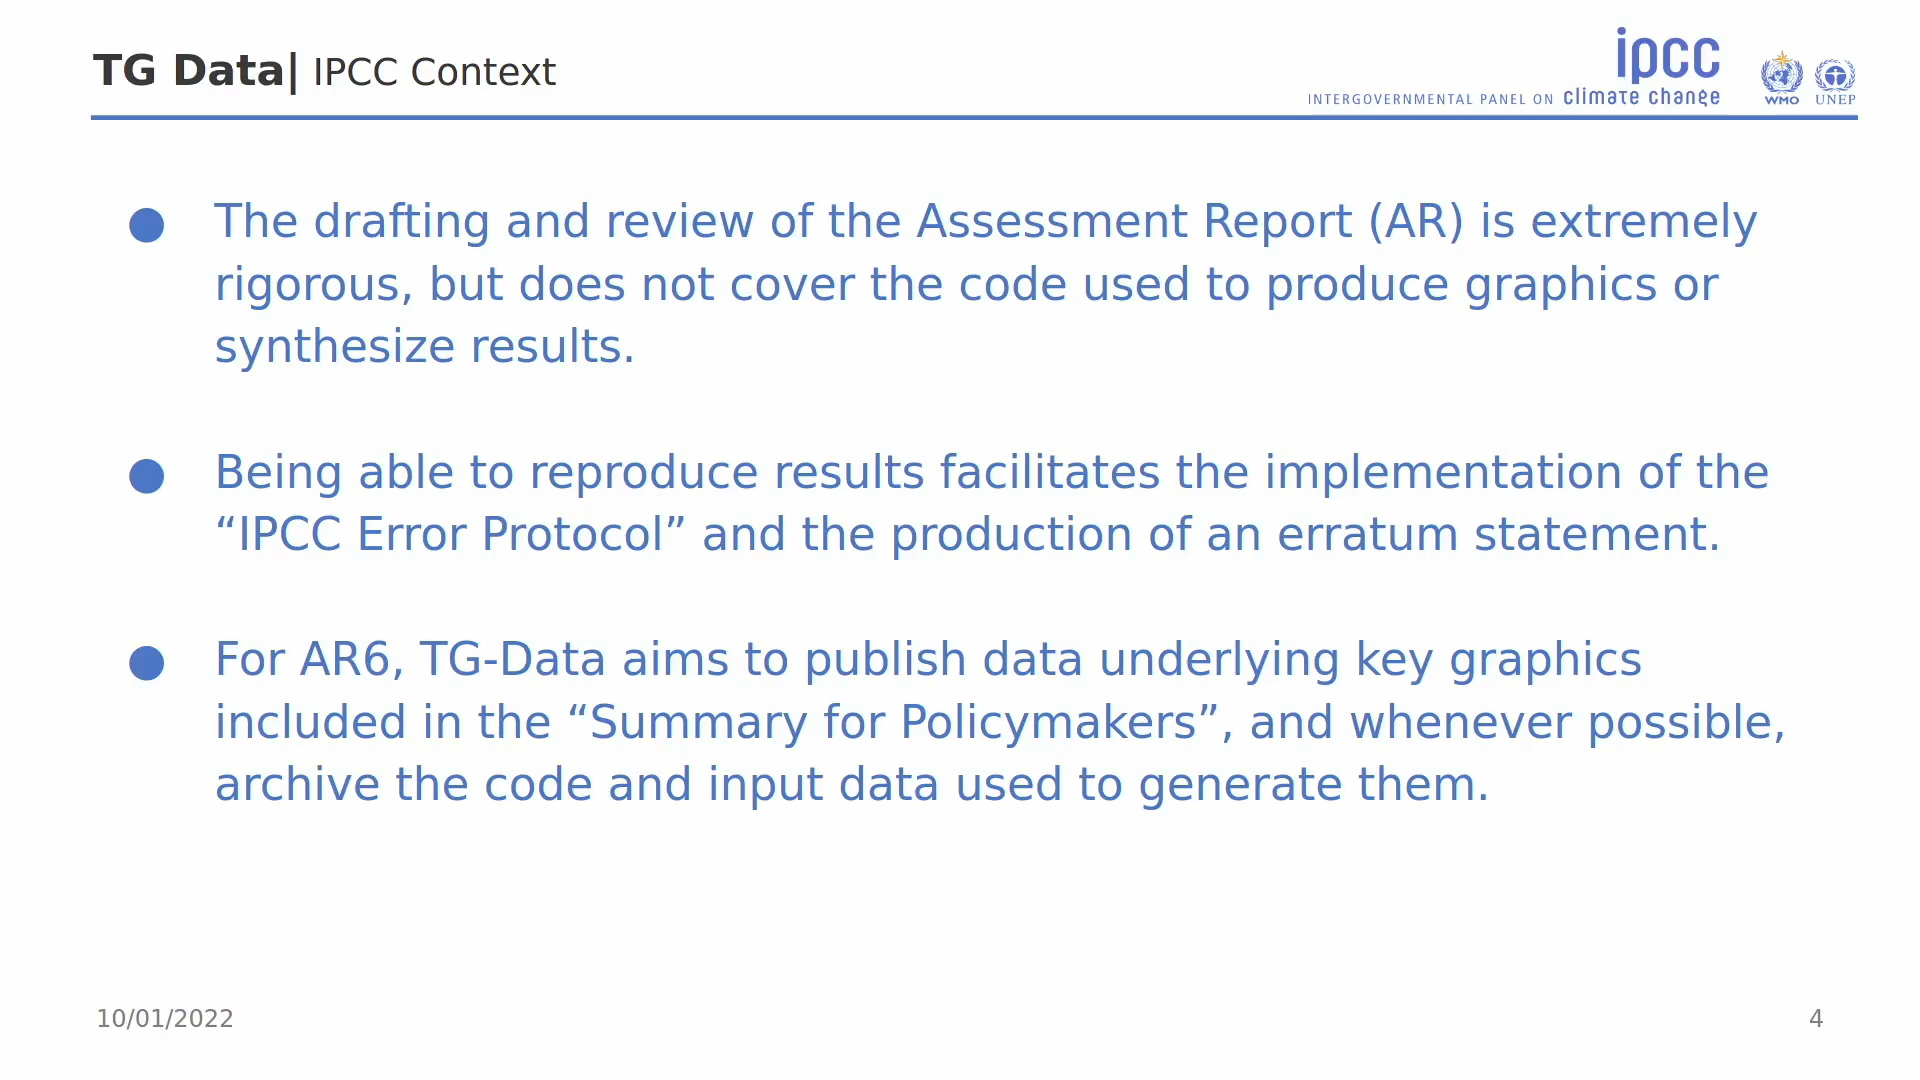 TG Data| IPCC Context
ipcc
INTERGOVERNMENTAL PANEL ON climate change
WMO
UNEP
● The drafting and review of the Assessment Report (AR) is extremely
rigorous, but does not cover the code used to produce graphics or
synthesize results.
● Being able to reproduce results facilitates the implementation of the
“IPCC Error Protocol” and the production of an erratum statement.
● For AR6, TG-Data aims to publish data underlying key graphics
included in the “Summary for Policymakers”, and whenever possible,
archive the code and input data used to generate them.
10/01/2022
4